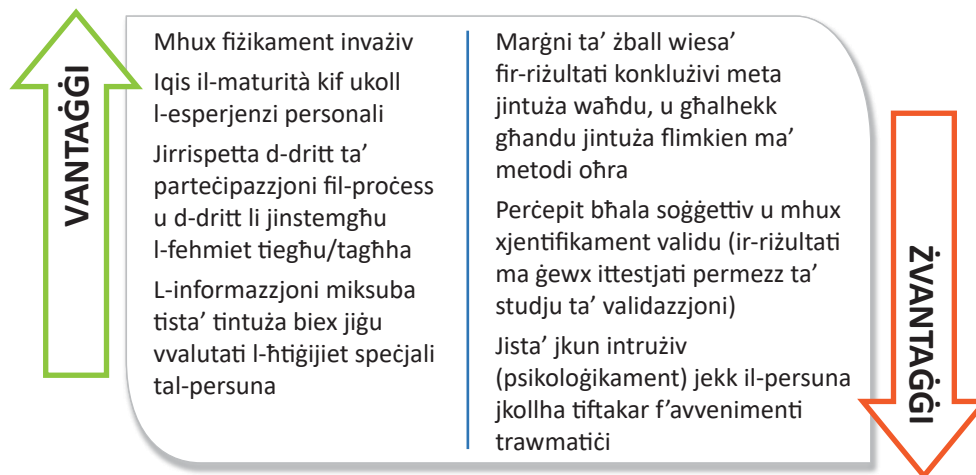 VANTAĠĠI
Mhux fiżikament invażiv
Iqis il-maturità kif ukoll
l-esperjenzi personali
Jirrispetta d-dritt ta'
parteċipazzjoni fil-proċess
u d-dritt li jinstemgħu
l-fehmiet tiegħu/tagħha
L-informazzjoni miksuba
tista' tintuża biex jiġu
vvalutati l-ħtiġijiet speċjali
tal-persuna
Marġni ta' żball wiesa'
fir-riżultati konklużivi meta
jintuża waħdu, u għalhekk
għandu jintuża flimkien ma'
metodi oħra
Perċepit bħala soġġettiv u mhux
xjentifikament validu (ir-riżultati
ma ġewx ittestjati permezz ta'
studju ta' validazzjoni)
Jista' jkun intrużiv
(psikoloġikament) jekk il-persuna
jkollha tiftakar f'avvenimenti
trawmatiċi
ŻVANTAĠĠI